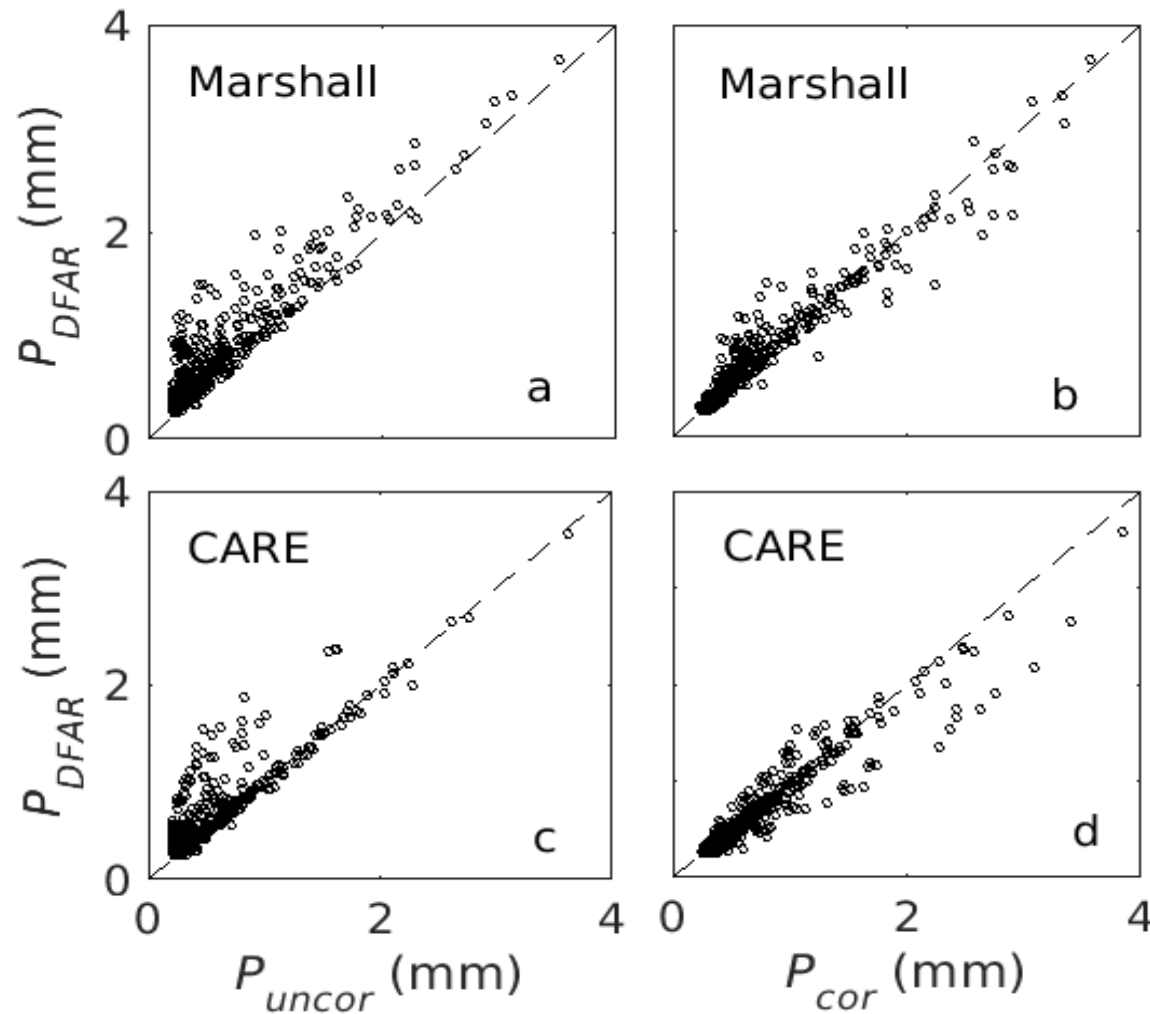 4
Marshall
Marshall
P_DFAR (mm)
2
a
b
0
4
CARE
CARE
P_DFAR (mm)
2
c
d
0
0 2 4
0 2 4
P_uncor (mm)
P_cor (mm)